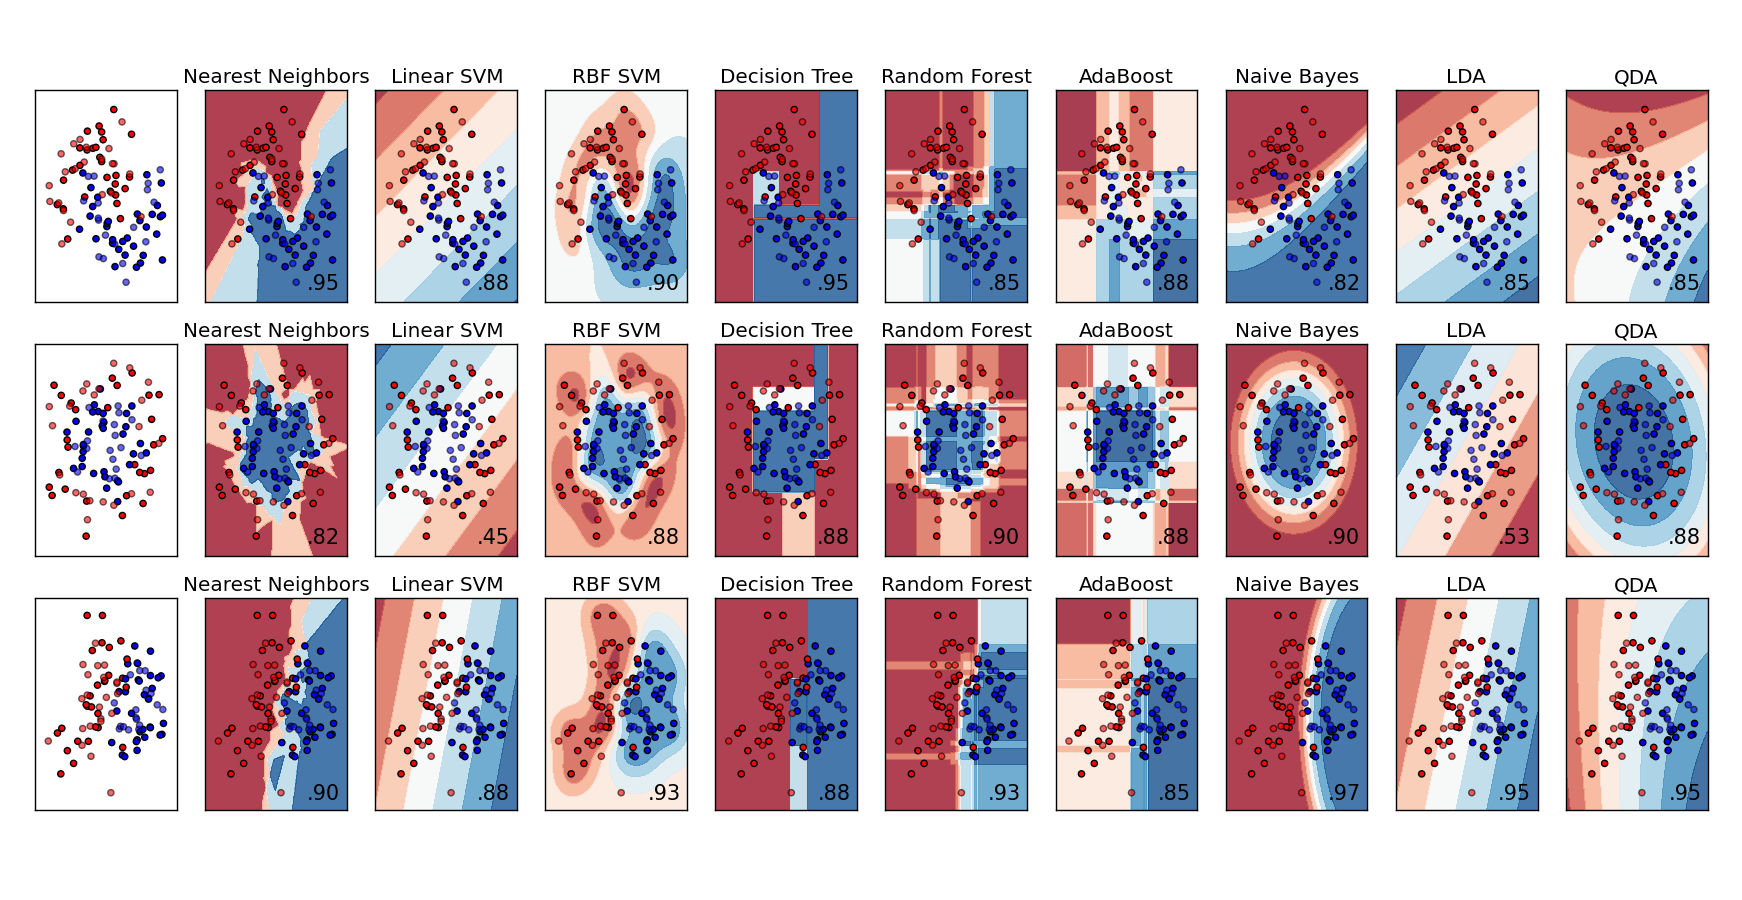 Nearest Neighbors Linear SVM RBF SVM Decision Tree Random Forest AdaBoost Naive Bayes LDA QDA
.95 .88 .90 .95 .85 .88 .82 .85 .85
Nearest Neighbors Linear SVM RBF SVM Decision Tree Random Forest AdaBoost Naive Bayes LDA QDA
.82 .45 .88 .88 .90 .88 .90 .53 .88
Nearest Neighbors Linear SVM RBF SVM Decision Tree Random Forest AdaBoost Naive Bayes LDA QDA
.90 .88 .93 .88 .93 .85 .97 .95 .95